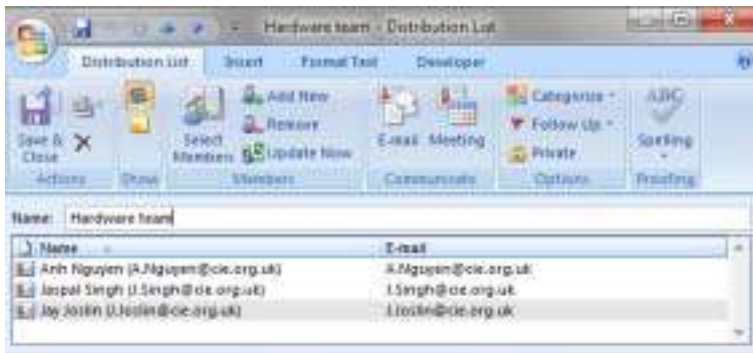 Hardware team - Distribution List
Distribution List Insert Format Text Developer
Save & Close
Select Members
Add New
Remove
Update Now
E-mail Meeting
Categorize
Follow Up
Private
ABC
Spelling
Actions Show Members Communicate Options Proofing
Name: Hardware team
Name E-mail
Anh Nguyen (A.Nguyen@cie.org.uk) A.Nguyen@cie.org.uk
Jaspal Singh (J.Singh@cie.org.uk) J.Singh@cie.org.uk
Jay Joslin (J.Joslin@cie.org.uk) J.Joslin@cie.org.uk